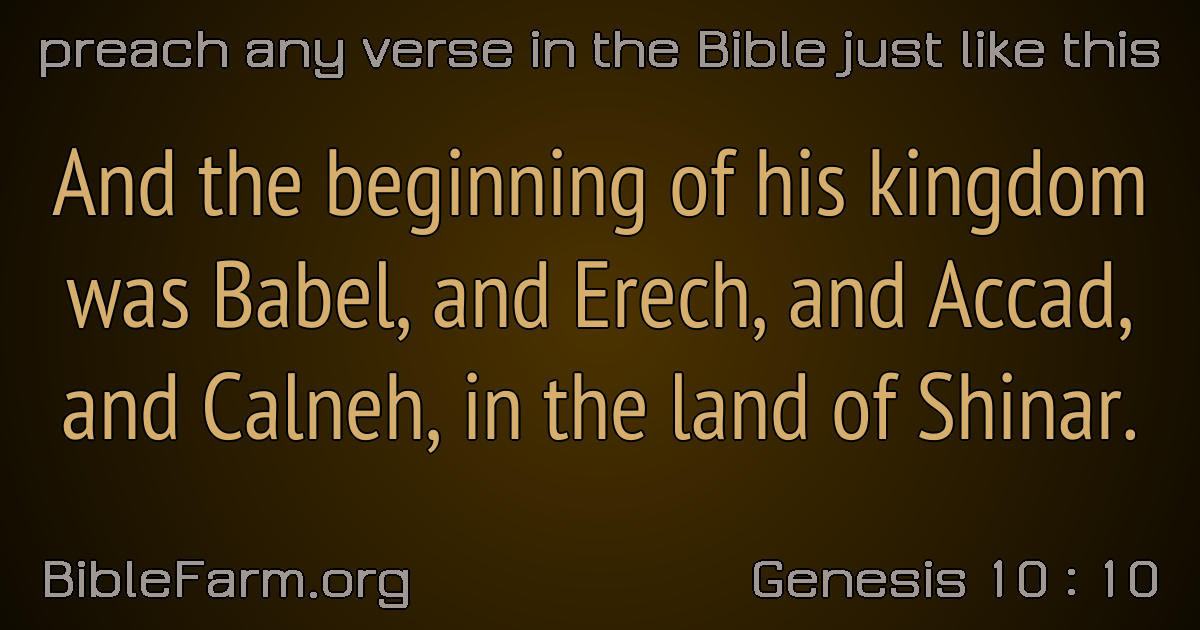 preach any verse in the Bible just like this
And the beginning of his kingdom
was Babel, and Erech, and Accad,
and Calneh, in the land of Shinar.
BibleFarm.org
Genesis 10 : 10